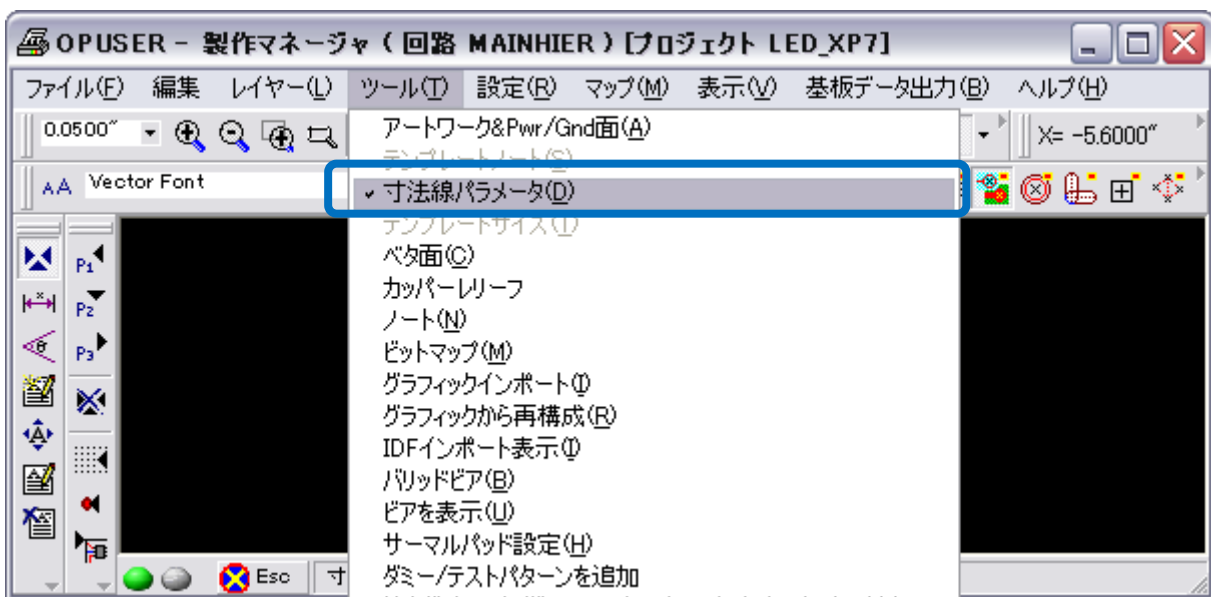 OPUSER - 製作マネージャ ( 回路 MAINHIER ) [プロジェクト LED_XP7]
ファイル(F) 編集 レイヤー(L) ツール(T) 設定(R) マップ(M) 表示(V) 基板データ出力(B) ヘルプ(H)
0.0500" X= -5.6000"
アートワーク&Pwr/Gnd面(A)
テンプレートノート(S)
AA Vector Font
寸法線パラメータ(D)
テンプレートサイズ(T)
ベタ面(C)
P1
カッパーレリーフ
P2
ノート(N)
P3
ビットマップ(M)
グラフィックインポート(I)
グラフィックから再構成(R)
IDFインポート表示(I)
バリッドビア(B)
ビアを表示(U)
サーマルパッド設定(H)
Esc 寸
ダミー/テストパターンを追加